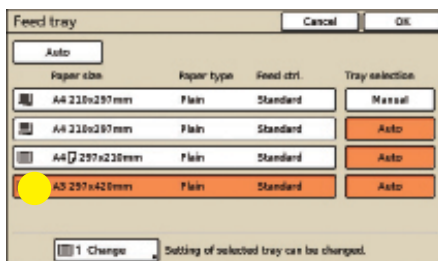 Feed tray Cancel OK
Auto
Paper size Paper type Feed ctrl. Tray selection
A4 210x297mm Plain Standard Manual
A4 210x297mm Plain Standard Auto
A4 297x210mm Plain Standard Auto
A3 297x420mm Plain Standard Auto
1 Change Setting of selected tray can be changed.